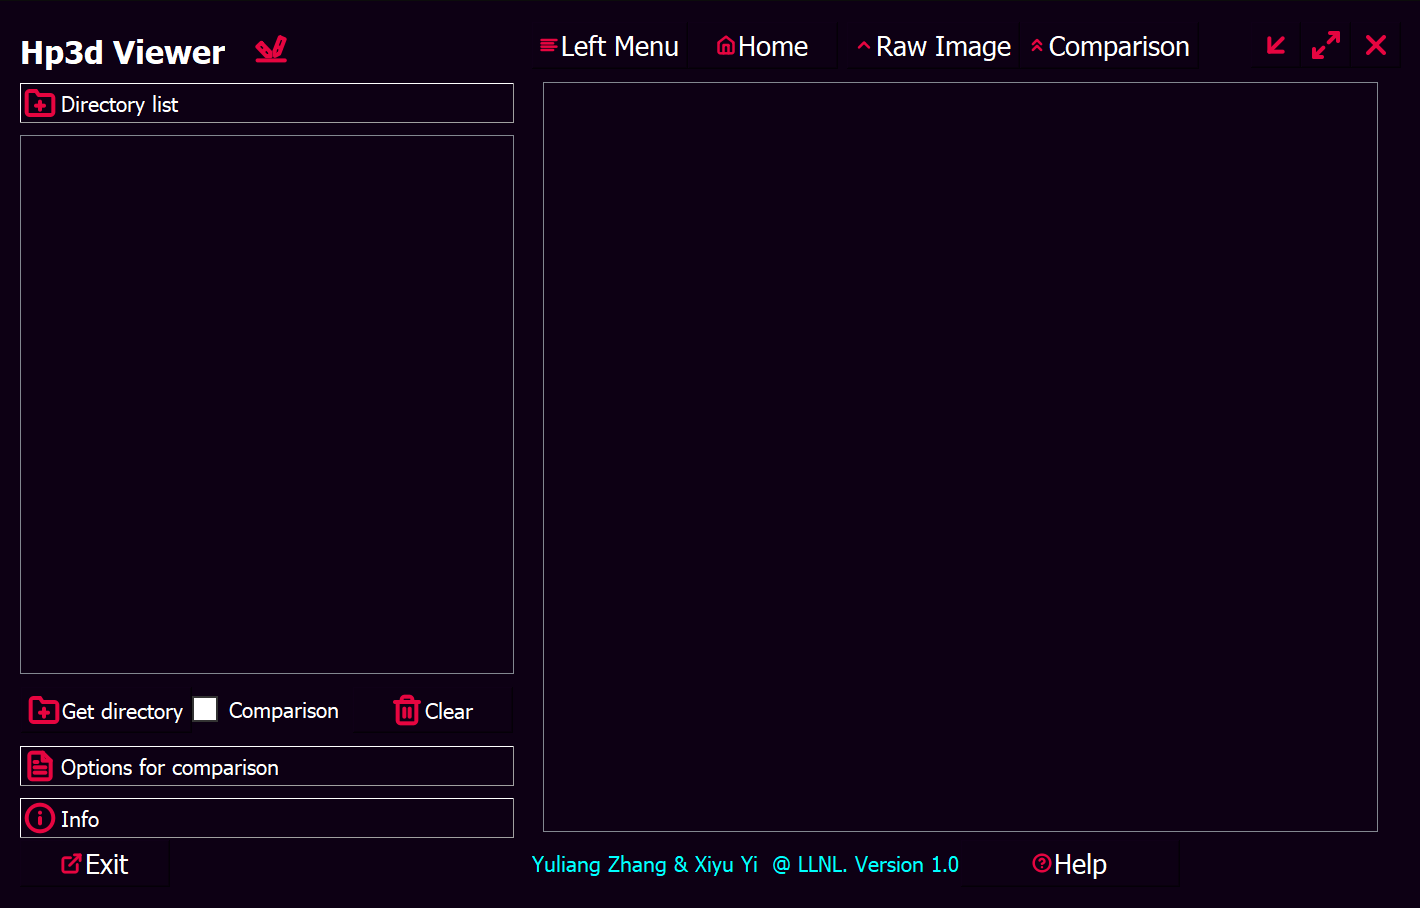 Hp3d Viewer
Left Menu
Home
Raw Image
Comparison
Directory list
Get directory
Comparison
Clear
Options for comparison
Info
Exit
Yuliang Zhang & Xiyu Yi @ LLNL. Version 1.0
Help